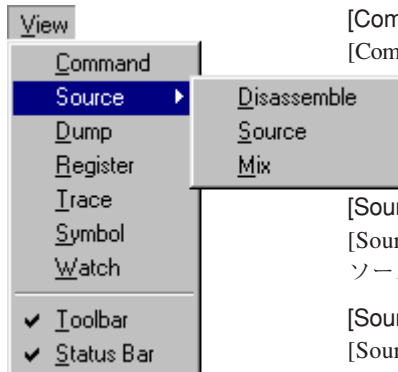 View
Command
Source
Dump
Register
Trace
Symbol
Watch
Toolbar
Status Bar
Disassemble
Source
Mix